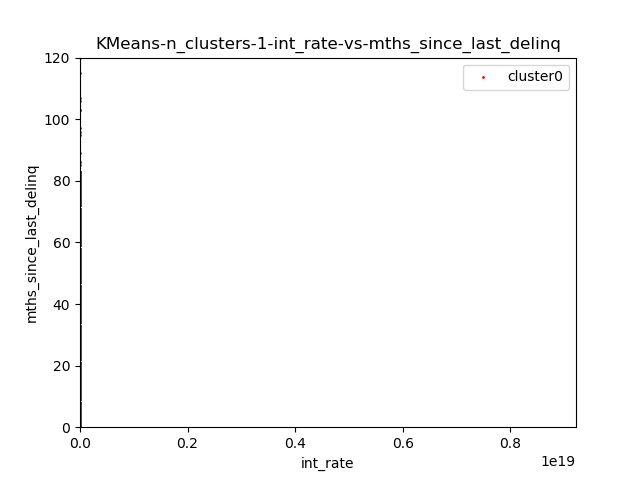 KMeans-n_clusters-1-int_rate-vs-mths_since_last_delinq
cluster0
120
100
80
60
40
20
0
mths_since_last_delinq
0.0 0.2 0.4 0.6 0.8
1e19
int_rate